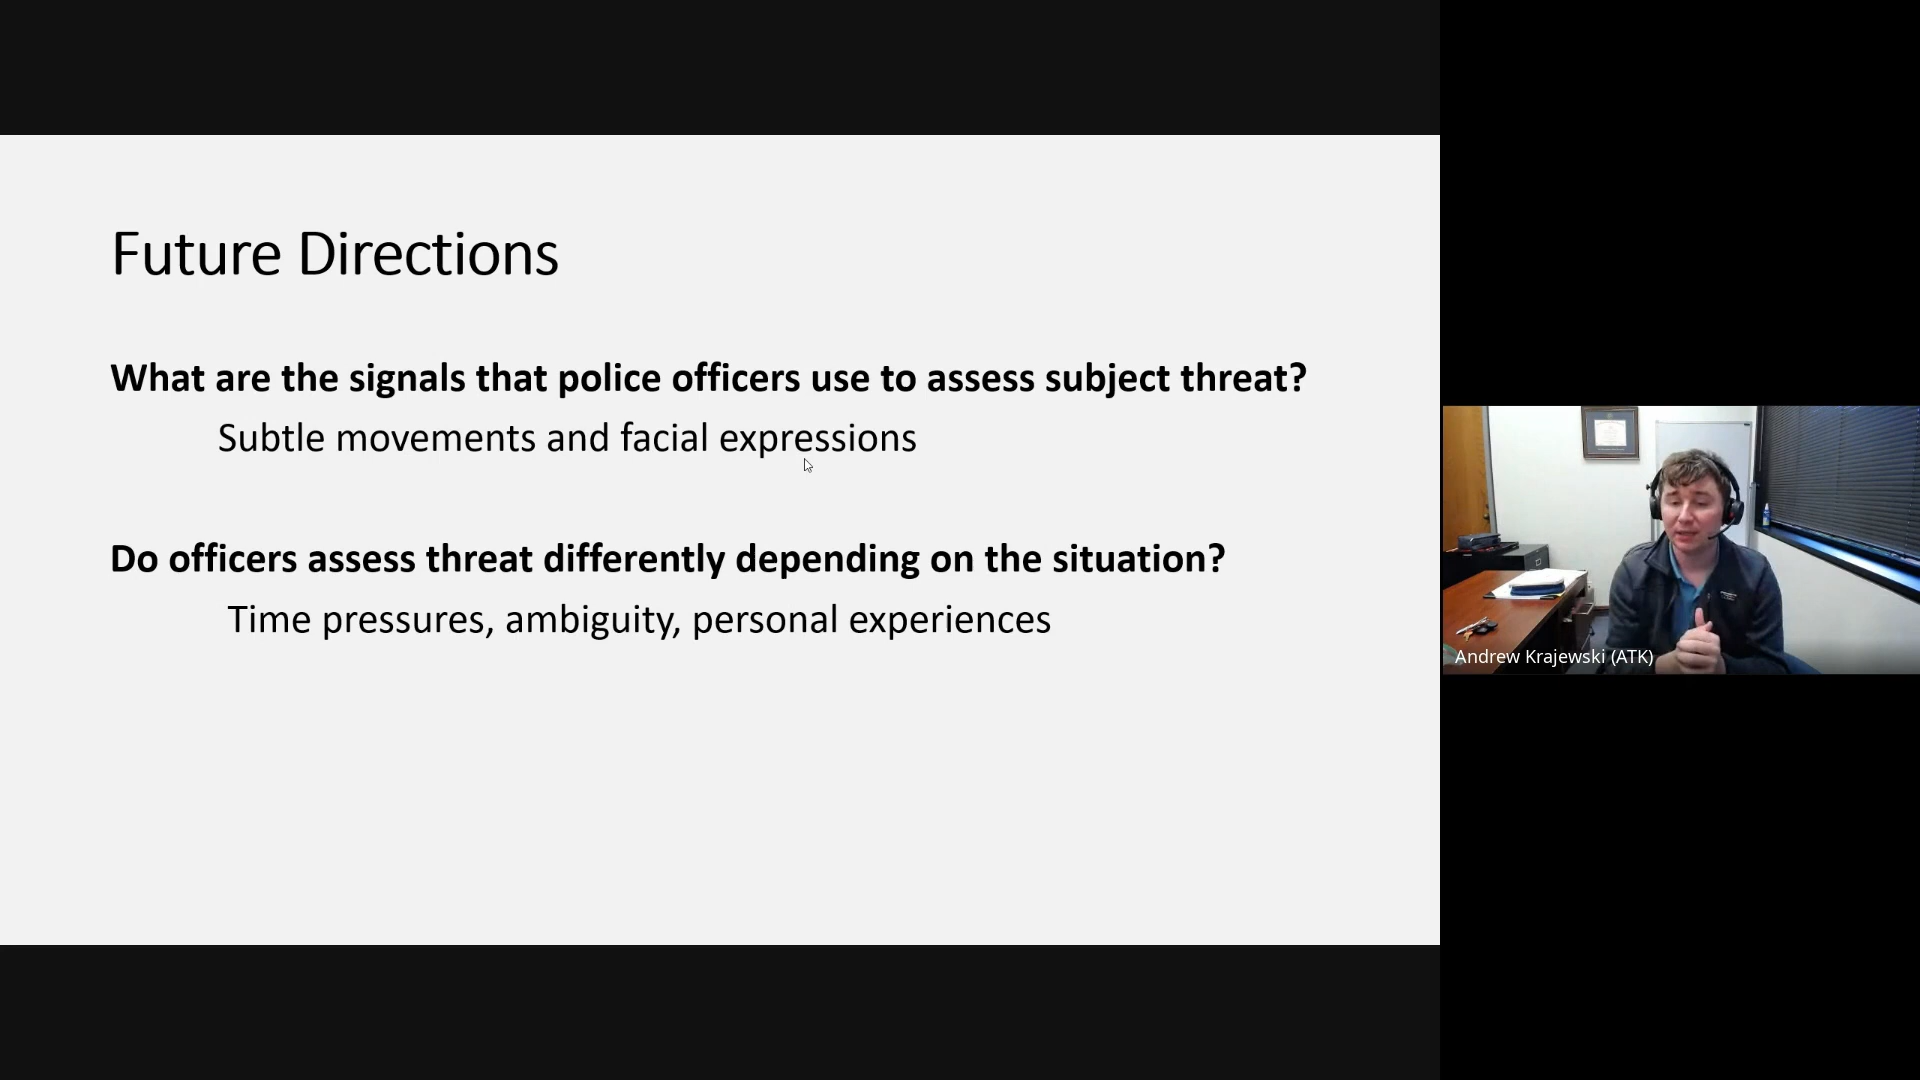 Future Directions
What are the signals that police officers use to assess subject threat?
Subtle movements and facial expressions
Do officers assess threat differently depending on the situation?
Time pressures, ambiguity, personal experiences
Andrew Krajewski (ATK)